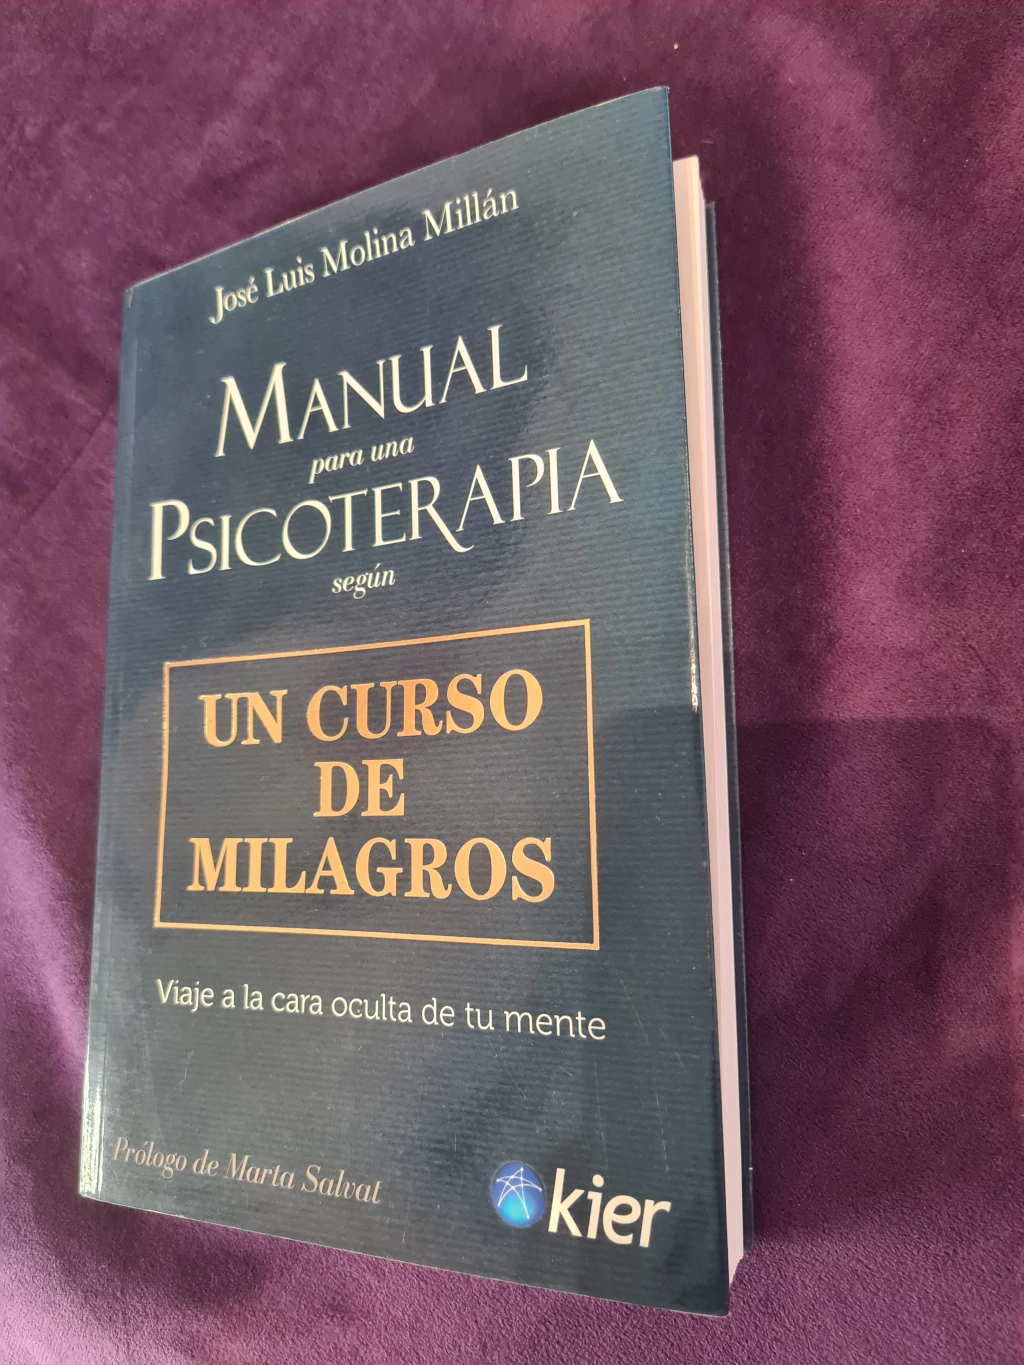 José Luis Molina Millán
MANUAL
para una
PSICOTERAPIA
según
UN CURSO
DE
MILAGROS
Viaje a la cara oculta de tu mente
Prólogo de Marta Salvat
kier